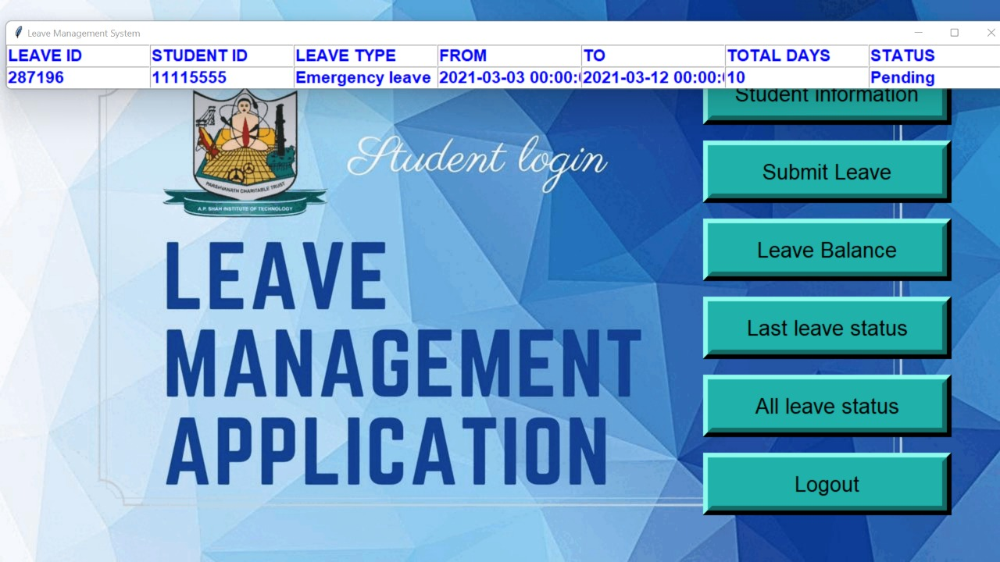 Leave Management System
LEAVE ID STUDENT ID LEAVE TYPE FROM TO TOTAL DAYS STATUS
287196 11115555 Emergency leave 2021-03-03 00:00:( 2021-03-12 00:00:( 10 Pending
Student Information
PARSHVANATH CHARITABLE TRUST
A.P. SHAH INSTITUTE OF TECHNOLOGY
Student login
Submit Leave
Leave Balance
LEAVE
MANAGEMENT
APPLICATION
Last leave status
All leave status
Logout